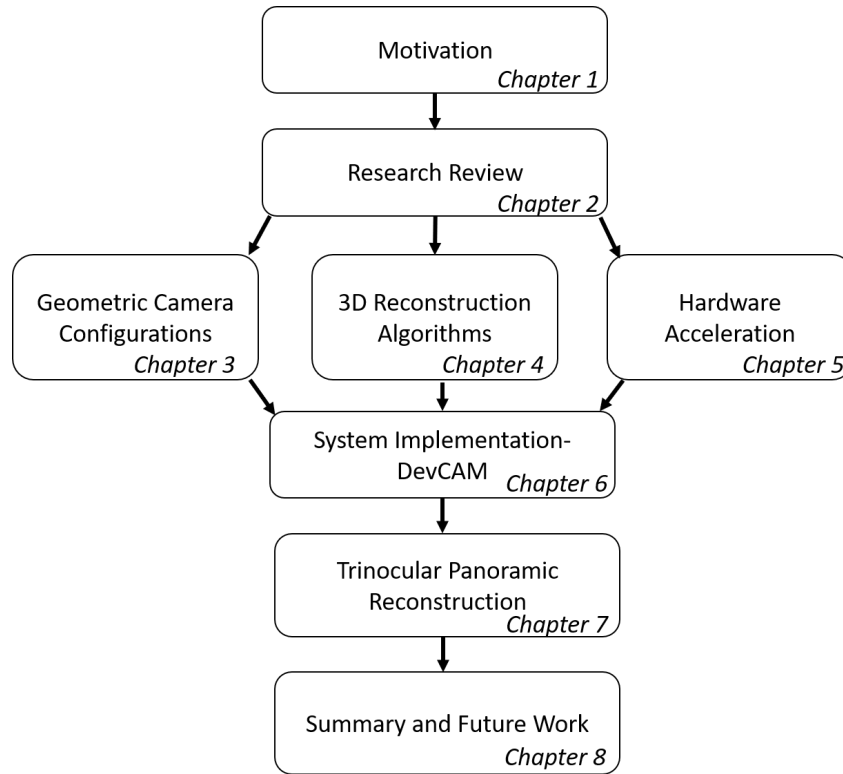 Motivation
Chapter 1
Research Review
Chapter 2
Geometric Camera
Configurations
Chapter 3
3D Reconstruction
Algorithms
Chapter 4
Hardware
Acceleration
Chapter 5
System Implementation-
DevCAM
Chapter 6
Trinocular Panoramic
Reconstruction
Chapter 7
Summary and Future Work
Chapter 8